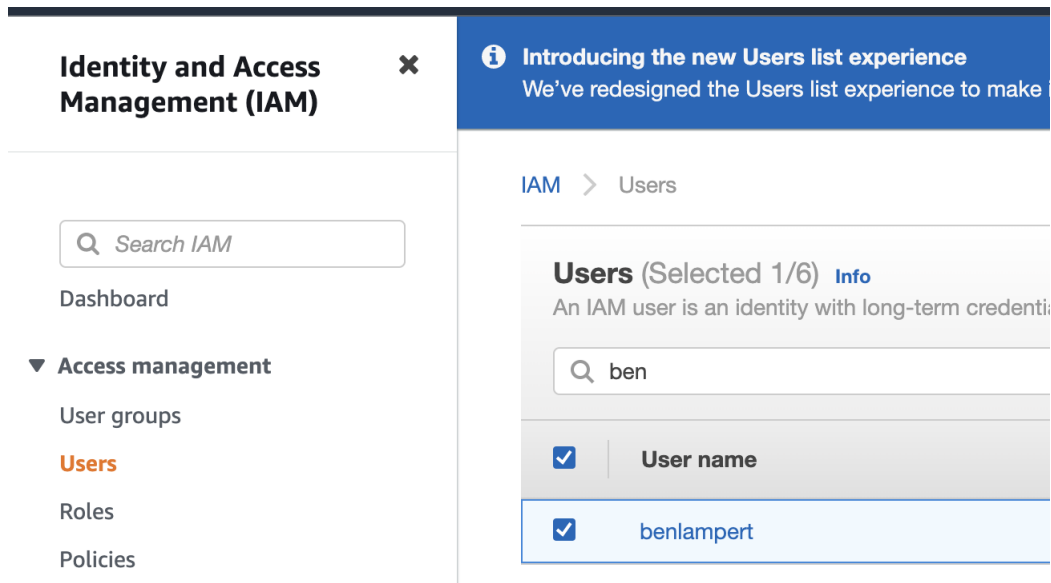 Identity and Access
Management (IAM)
Search IAM
Dashboard
Access management
User groups
Users
Roles
Policies
Introducing the new Users list experience
We've redesigned the Users list experience to make
IAM > Users
Users (Selected 1/6) Info
An IAM user is an identity with long-term
ben
User name
benlampert